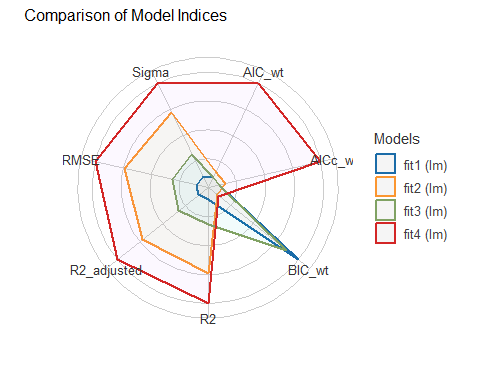 Comparison of Model Indices
Sigma
AIC_wt
RMSE
AICc_w
R2_adjusted
BIC_wt
R2
Models
fit1 (lm)
fit2 (lm)
fit3 (lm)
fit4 (lm)